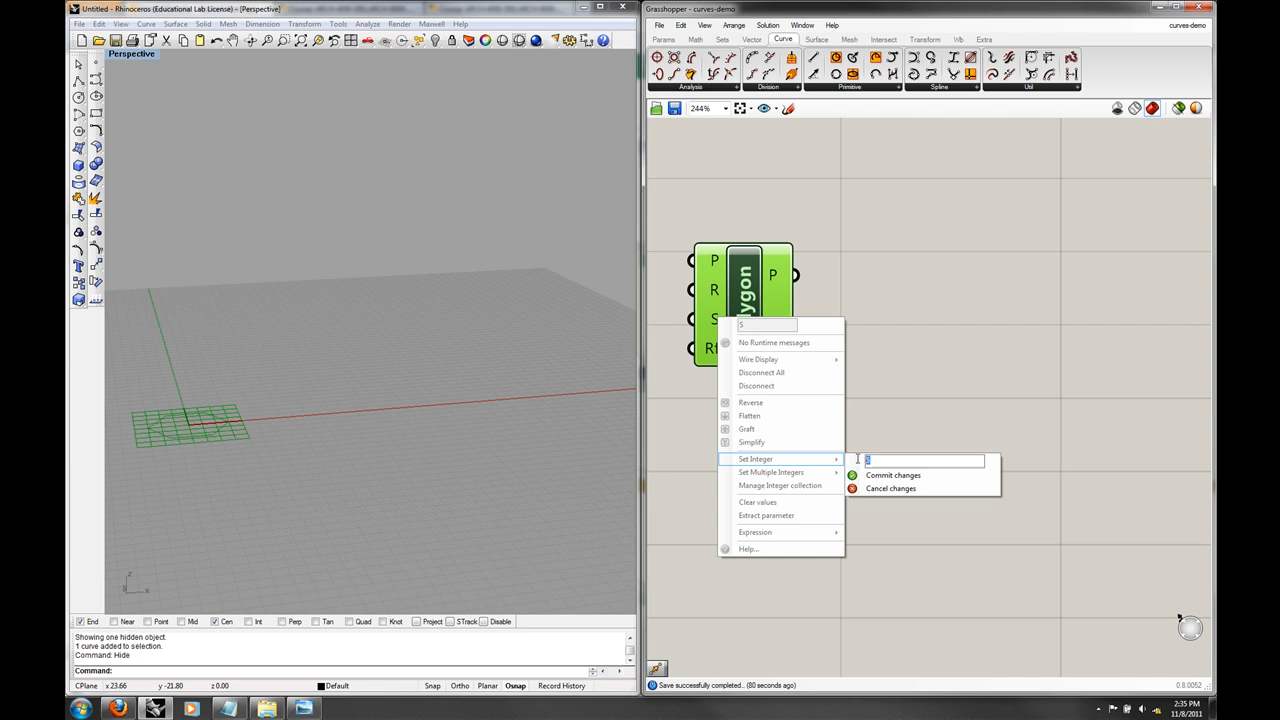 Untitled - Rhinoceros (Educational Lab License) - [Perspective]
File Edit View Curve Surface Solid Mesh Dimension Transform Tools Analyze Render Maxwell Help
Perspective
z
x
End Near Point Mid Cen Int Perp Tan Quad Knot Project STrack Disable
Showing one hidden object.
1 curve added to selection.
Command: Hide
Command:
CPlane x 23.66 y -21.80 z 0.00 Default Snap Ortho Planar Osnap Record History
Grasshopper - curves-demo
File Edit View Arrange Solution Window Help curves-demo
Params Math Sets Vector Curve Surface Mesh Intersect Transform Wb Extra
Analysis Division Primitive Spline Util
244%
P
R
S
P
lygon
S
No Runtime messages
Wire Display
Disconnect All
Disconnect
Reverse
Flatten
Graft
Simplify
Set Integer
Set Multiple Integers
Manage Integer collection
Clear values
Extract parameter
Expression
Help...
Commit changes
Cancel changes
Save successfully completed... (80 seconds ago) 0.8.0052
2:35 PM
11/8/2011